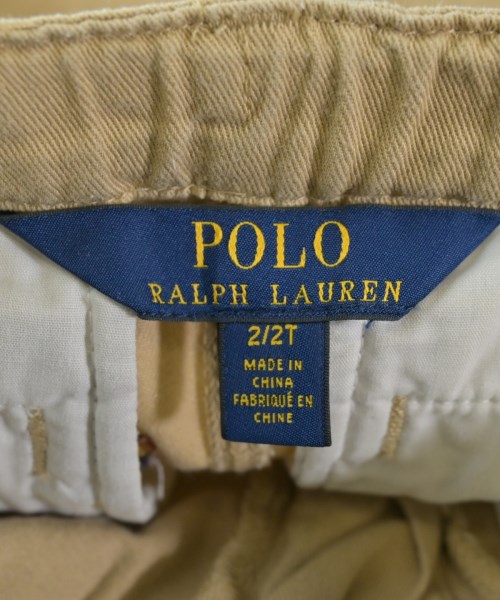 POLO
RALPH LAUREN
2/2T
MADE IN
CHINA
FABRIQUÉ EN
CHINE